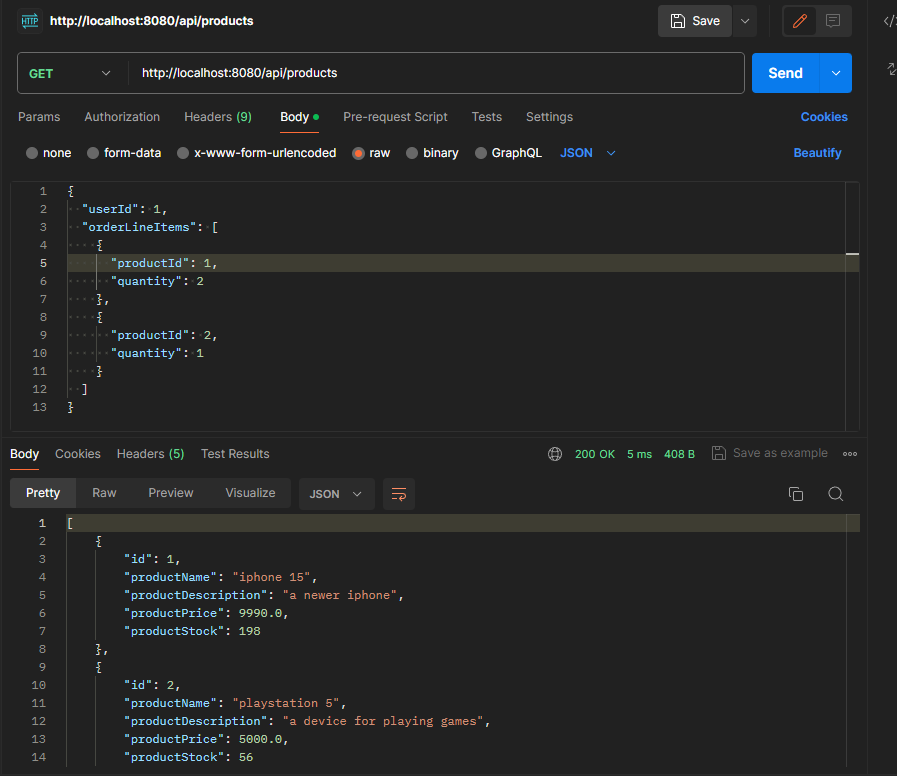 HTTP http://localhost:8080/api/products Save
GET http://localhost:8080/api/products Send
Params Authorization Headers (9) Body Pre-request Script Tests Settings Cookies
none form-data x-www-form-urlencoded raw binary GraphQL JSON Beautify
1 {
2 "userId": 1,
3 "orderLineItems": [
4 {
5 "productId": 1,
6 "quantity": 2
7 },
8 {
9 "productId": 2,
10 "quantity": 1
11 }
12 ]
13 }
Body Cookies Headers (5) Test Results 200 OK 5 ms 408 B Save as example
Pretty Raw Preview Visualize JSON
1 [
2 {
3 "id": 1,
4 "productName": "iphone 15",
5 "productDescription": "a newer iphone",
6 "productPrice": 9990.0,
7 "productStock": 198
8 },
9 {
10 "id": 2,
11 "productName": "playstation 5",
12 "productDescription": "a device for playing games",
13 "productPrice": 5000.0,
14 "productStock": 56